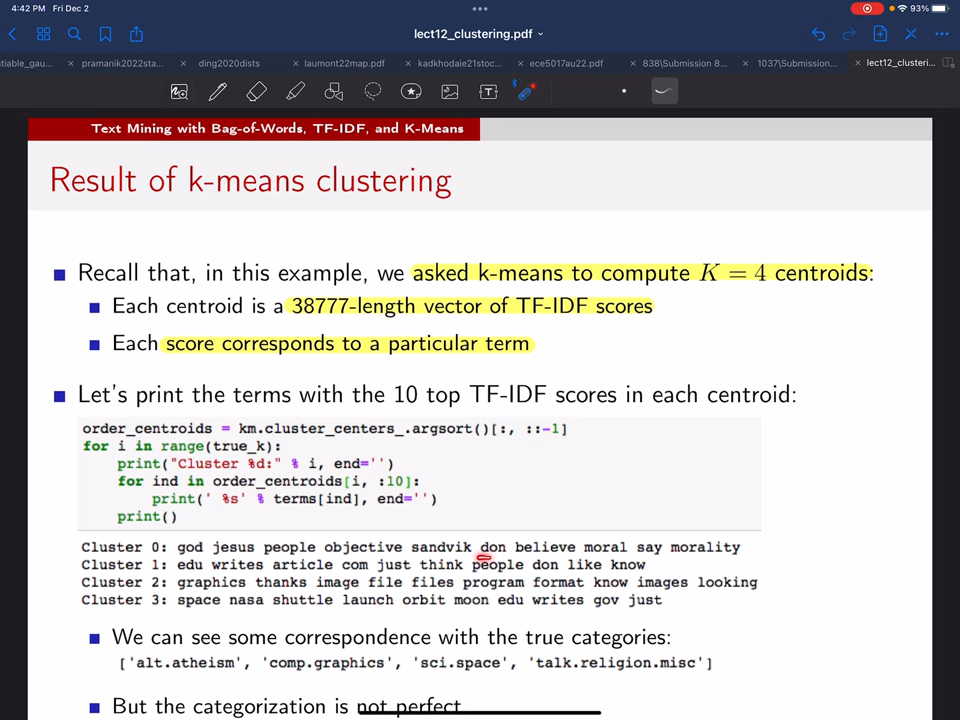 4:42 PM Fri Dec 2
93%
lect12_clustering.pdf
tiable_gau...
pramanik2022sta...
ding2020dists
laumont22map.pdf
kadkhodaie21stoc...
ece5017au22.pdf
838\Submission 8...
1037\Submission...
lect12_clusteri...
Text Mining with Bag-of-Words, TF-IDF, and K-Means
Result of k-means clustering
Recall that, in this example, we asked k-means to compute K = 4 centroids:
Each centroid is a 38777-length vector of TF-IDF scores
Each score corresponds to a particular term
Let's print the terms with the 10 top TF-IDF scores in each centroid:
order_centroids = km.cluster_centers_.argsort()[:, ::-1]
for i in range(true_k):
    print("Cluster %d:" % i, end='')
    for ind in order_centroids[i, :10]:
        print(' %s' % terms[ind], end='')
    print()
Cluster 0: god jesus people objective sandvik don believe moral say morality
Cluster 1: edu writes article com just think people don like know
Cluster 2: graphics thanks image file files program format know images looking
Cluster 3: space nasa shuttle launch orbit moon edu writes gov just
We can see some correspondence with the true categories:
['alt.atheism', 'comp.graphics', 'sci.space', 'talk.religion.misc']
But the categorization is not perfect